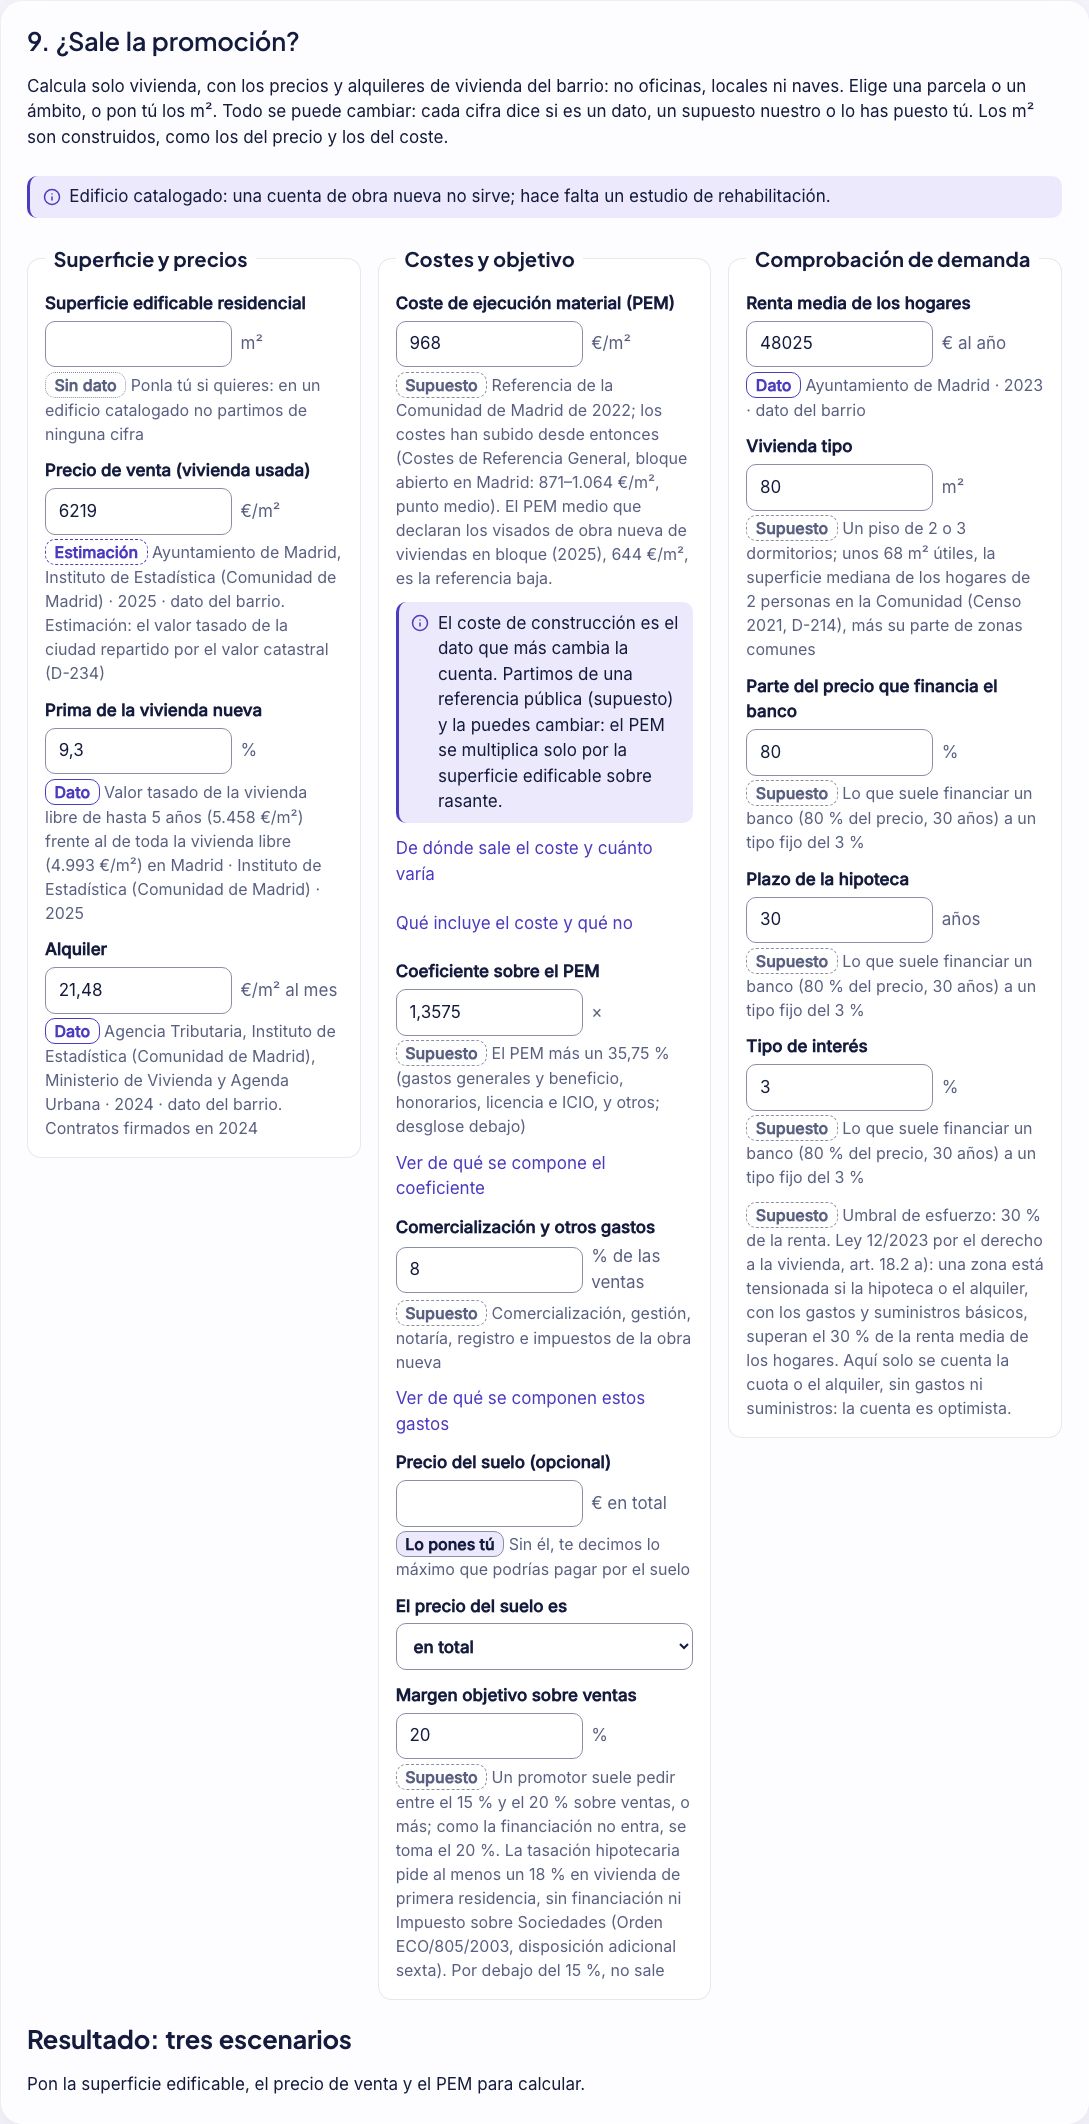 9. ¿Sale la promoción?
Calcula solo vivienda, con los precios y alquileres de vivienda del barrio: no oficinas, locales ni naves. Elige una parcela o un
ámbito, o pon tú los m². Todo se puede cambiar: cada cifra dice si es un dato, un supuesto nuestro o lo has puesto tú. Los m²
son construidos, como los del precio y los del coste.
Edificio catalogado: una cuenta de obra nueva no sirve; hace falta un estudio de rehabilitación.
Superficie y precios
Superficie edificable residencial
m²
Sin dato Ponla tú si quieres: en un
edificio catalogado no partimos de
ninguna cifra
Precio de venta (vivienda usada)
6219 €/m²
Estimación Ayuntamiento de Madrid,
Instituto de Estadística (Comunidad de
Madrid) · 2025 · dato del barrio.
Estimación: el valor tasado de la
ciudad repartido por el valor catastral
(D-234)
Prima de la vivienda nueva
9,3 %
Dato Valor tasado de la vivienda
libre de hasta 5 años (5.458 €/m²)
frente al de toda la vivienda libre
(4.993 €/m²) en Madrid · Instituto de
Estadística (Comunidad de Madrid) ·
2025
Alquiler
21,48 €/m² al mes
Dato Agencia Tributaria, Instituto de
Estadística (Comunidad de Madrid),
Ministerio de Vivienda y Agenda
Urbana · 2024 · dato del barrio.
Contratos firmados en 2024
Costes y objetivo
Coste de ejecución material (PEM)
968 €/m²
Supuesto Referencia de la
Comunidad de Madrid de 2022; los
costes han subido desde entonces
(Costes de Referencia General, bloque
abierto en Madrid: 871–1.064 €/m²,
punto medio). El PEM medio que
declaran los visados de obra nueva de
viviendas en bloque (2025), 644 €/m²,
es la referencia baja.
El coste de construcción es el
dato que más cambia la
cuenta. Partimos de una
referencia pública (supuesto)
y la puedes cambiar: el PEM
se multiplica solo por la
superficie edificable sobre
rasante.
De dónde sale el coste y cuánto
varía
Qué incluye el coste y qué no
Coeficiente sobre el PEM
1,3575 ×
Supuesto El PEM más un 35,75 %
(gastos generales y beneficio,
honorarios, licencia e ICIO, y otros;
desglose debajo)
Ver de qué se compone el
coeficiente
Comercialización y otros gastos
8 % de las
ventas
Supuesto Comercialización, gestión,
notaría, registro e impuestos de la obra
nueva
Ver de qué se componen estos
gastos
Precio del suelo (opcional)
€ en total
Lo pones tú Sin él, te decimos lo
máximo que podrías pagar por el suelo
El precio del suelo es
en total
Margen objetivo sobre ventas
20 %
Supuesto Un promotor suele pedir
entre el 15 % y el 20 % sobre ventas, o
más; como la financiación no entra, se
toma el 20 %. La tasación hipotecaria
pide al menos un 18 % en vivienda de
primera residencia, sin financiación ni
Impuesto sobre Sociedades (Orden
ECO/805/2003, disposición adicional
sexta). Por debajo del 15 %, no sale
Comprobación de demanda
Renta media de los hogares
48025 € al año
Dato Ayuntamiento de Madrid · 2023
· dato del barrio
Vivienda tipo
80 m²
Supuesto Un piso de 2 o 3
dormitorios; unos 68 m² útiles, la
superficie mediana de los hogares de
2 personas en la Comunidad (Censo
2021, D-214), más su parte de zonas
comunes
Parte del precio que financia el
banco
80 %
Supuesto Lo que suele financiar un
banco (80 % del precio, 30 años) a un
tipo fijo del 3 %
Plazo de la hipoteca
30 años
Supuesto Lo que suele financiar un
banco (80 % del precio, 30 años) a un
tipo fijo del 3 %
Tipo de interés
3 %
Supuesto Lo que suele financiar un
banco (80 % del precio, 30 años) a un
tipo fijo del 3 %
Supuesto Umbral de esfuerzo: 30 %
de la renta. Ley 12/2023 por el derecho
a la vivienda, art. 18.2 a): una zona está
tensionada si la hipoteca o el alquiler,
con los gastos y suministros básicos,
superan el 30 % de la renta media de
los hogares. Aquí solo se cuenta la
cuota o el alquiler, sin gastos ni
suministros: la cuenta es optimista.
Resultado: tres escenarios
Pon la superficie edificable, el precio de venta y el PEM para calcular.